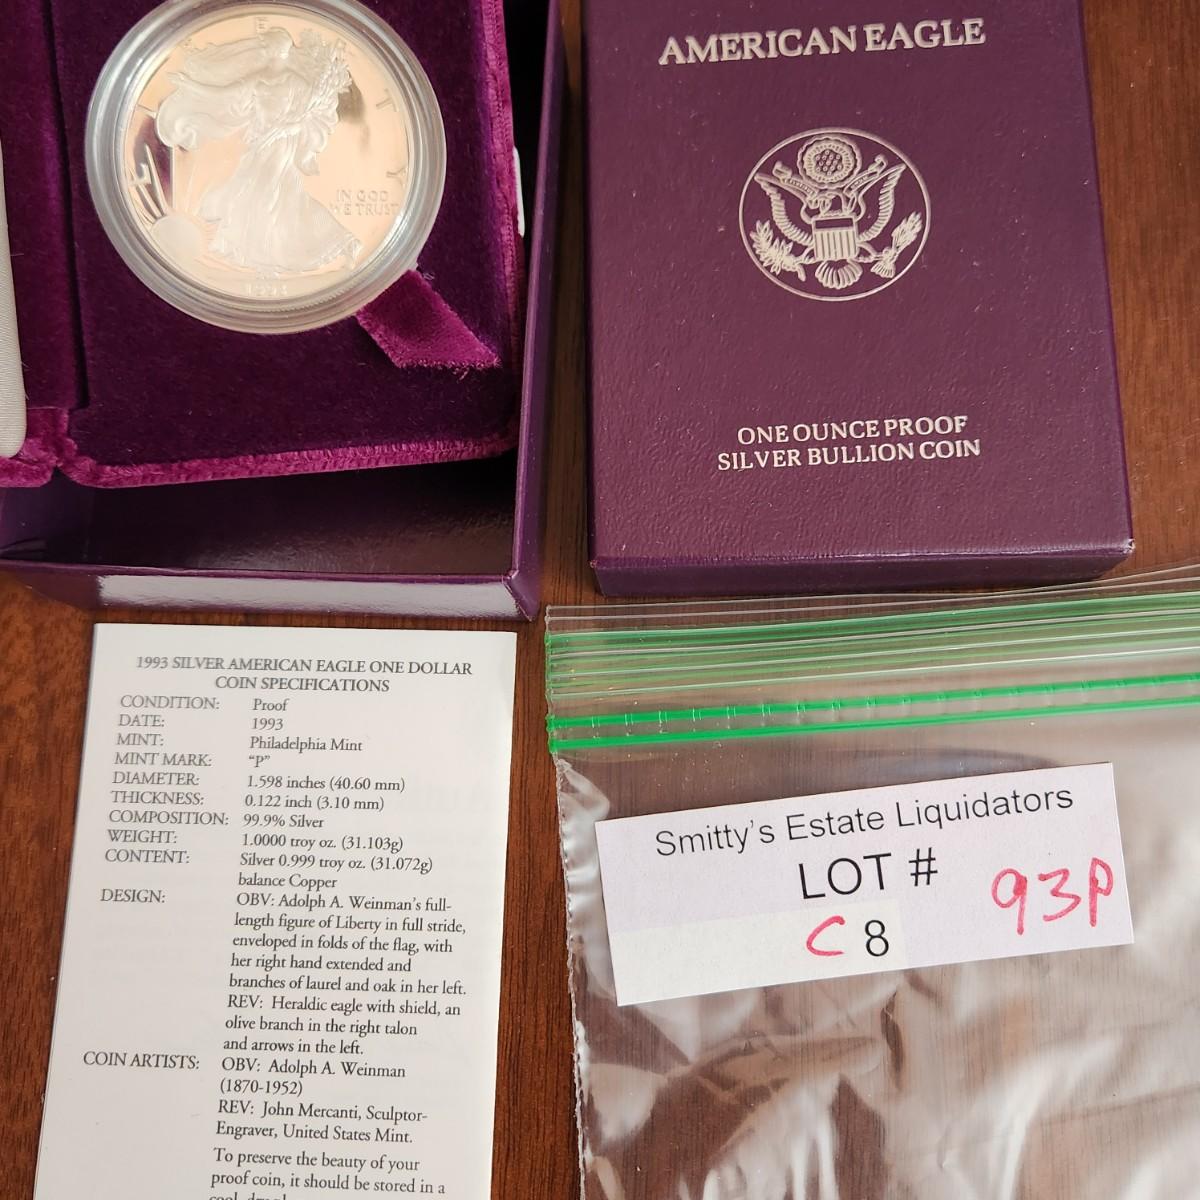 LIBERTY
IN GOD
WE TRUST
AMERICAN EAGLE
ONE OUNCE PROOF
SILVER BULLION COIN
1993 SILVER AMERICAN EAGLE ONE DOLLAR
COIN SPECIFICATIONS
CONDITION: Proof
DATE: 1993
MINT: Philadelphia Mint
MINT MARK: "P"
DIAMETER: 1.598 inches (40.60 mm)
THICKNESS: 0.122 inch (3.10 mm)
COMPOSITION: 99.9% Silver
WEIGHT: 1.0000 troy oz. (31.103g)
CONTENT: Silver 0.999 troy oz. (31.072g)
balance Copper
DESIGN: OBV: Adolph A. Weinman's full-
length figure of Liberty in full stride,
enveloped in folds of the flag, with
her right hand extended and
branches of laurel and oak in her left.
REV: Heraldic eagle with shield, an
olive branch in the right talon
and arrows in the left.
COIN ARTISTS: OBV: Adolph A. Weinman
(1870-1952)
REV: John Mercanti, Sculptor-
Engraver, United States Mint.
To preserve the beauty of your
proof coin, it should be stored in a
Smitty's Estate Liquidators
LOT # 93P
C 8